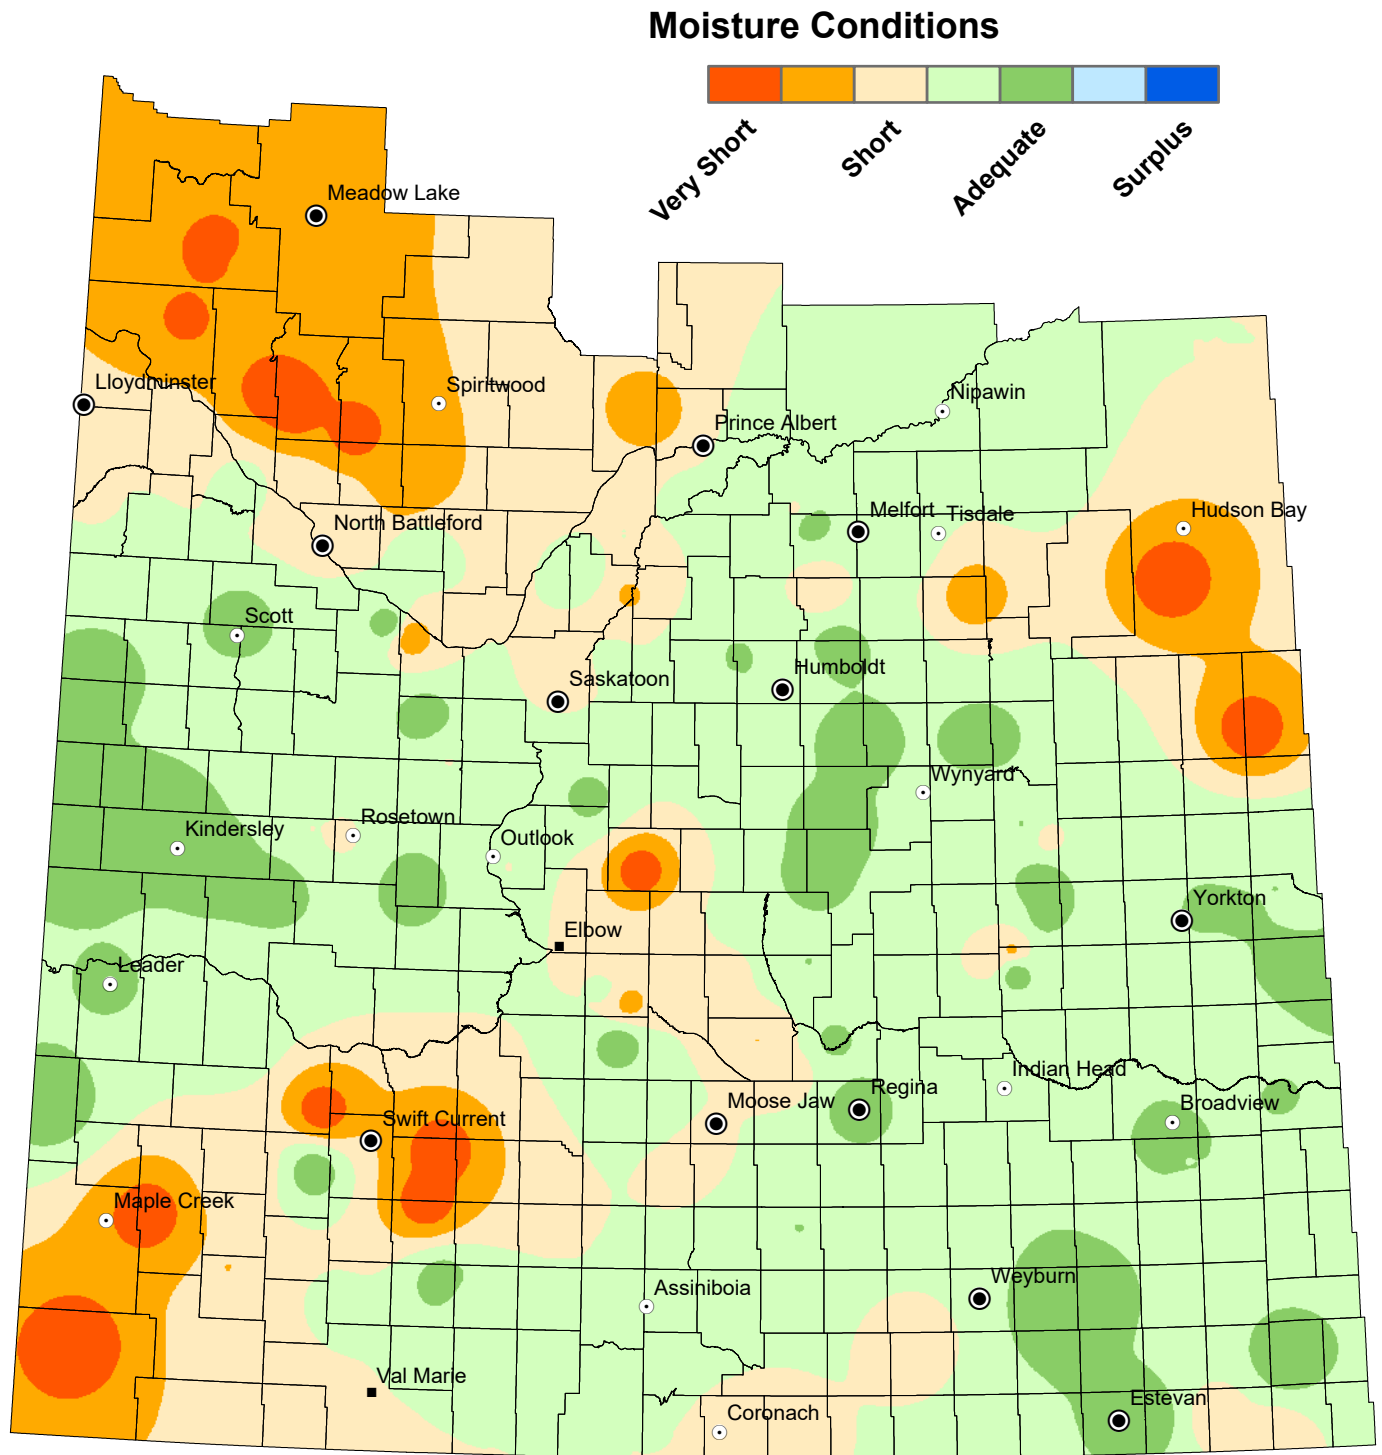 Moisture Conditions
Very Short
Short
Adequate
Surplus
Meadow Lake
Lloydminster
Spiritwood
Nipawin
Prince Albert
North Battleford
Melfort
Tisdale
Hudson Bay
Scott
Saskatoon
Humboldt
Wynyard
Kindersley
Rosetown
Outlook
Yorkton
Elbow
Leader
Indian Head
Regina
Moose Jaw
Swift Current
Broadview
Maple Creek
Weyburn
Assiniboia
Val Marie
Estevan
Coronach